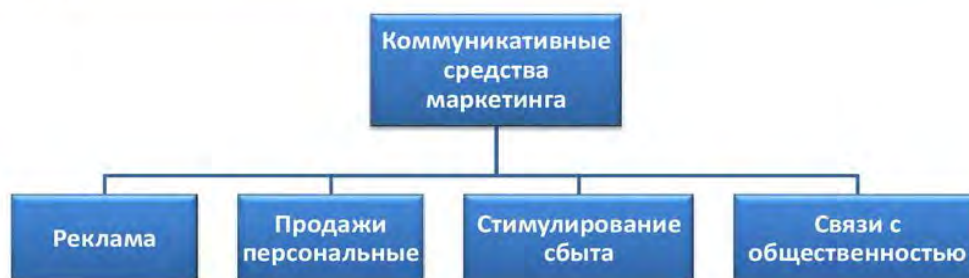 Коммуникативные
средства
маркетинга
Реклама
Продажи
персональные
Стимулирование
сбыта
Связи с
общественностью